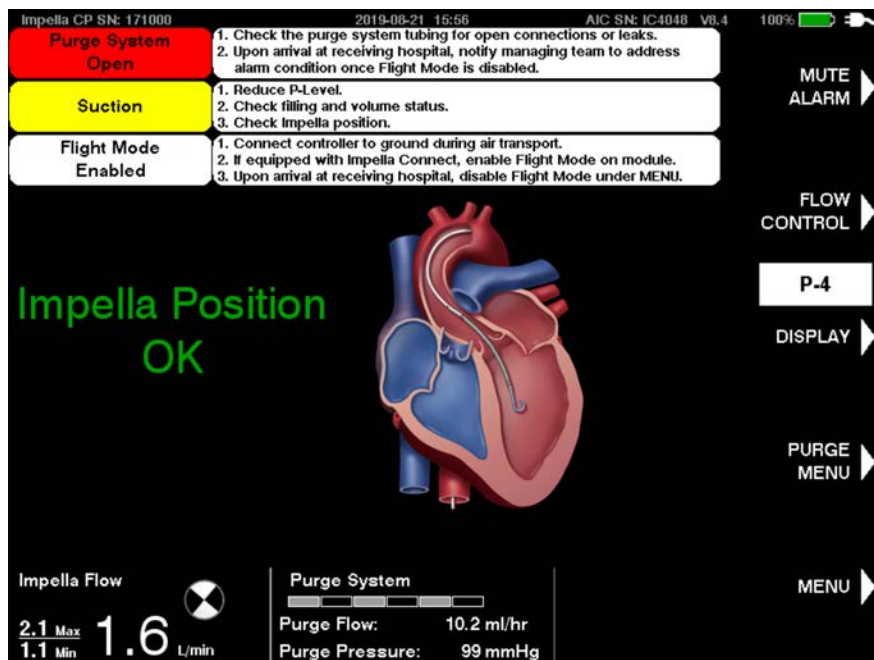 Impella CP SN: 171000 2019-08-21 15:56 AIC SN: IC4048 V8.4 100%
Purge System
Open
1. Check the purge system tubing for open connections or leaks.
2. Upon arrival at receiving hospital, notify managing team to address
alarm condition once Flight Mode is disabled.
MUTE
ALARM
Suction
1. Reduce P-Level.
2. Check filling and volume status.
3. Check Impella position.
Flight Mode
Enabled
1. Connect controller to ground during air transport.
2. If equipped with Impella Connect, enable Flight Mode on module.
3. Upon arrival at receiving hospital, disable Flight Mode under MENU.
FLOW
CONTROL
P-4
Impella Position
OK
DISPLAY
PURGE
MENU
Impella Flow
2.1 Max
1.1 Min
1.6 L/min
Purge System
Purge Flow: 10.2 ml/hr
Purge Pressure: 99 mmHg
MENU